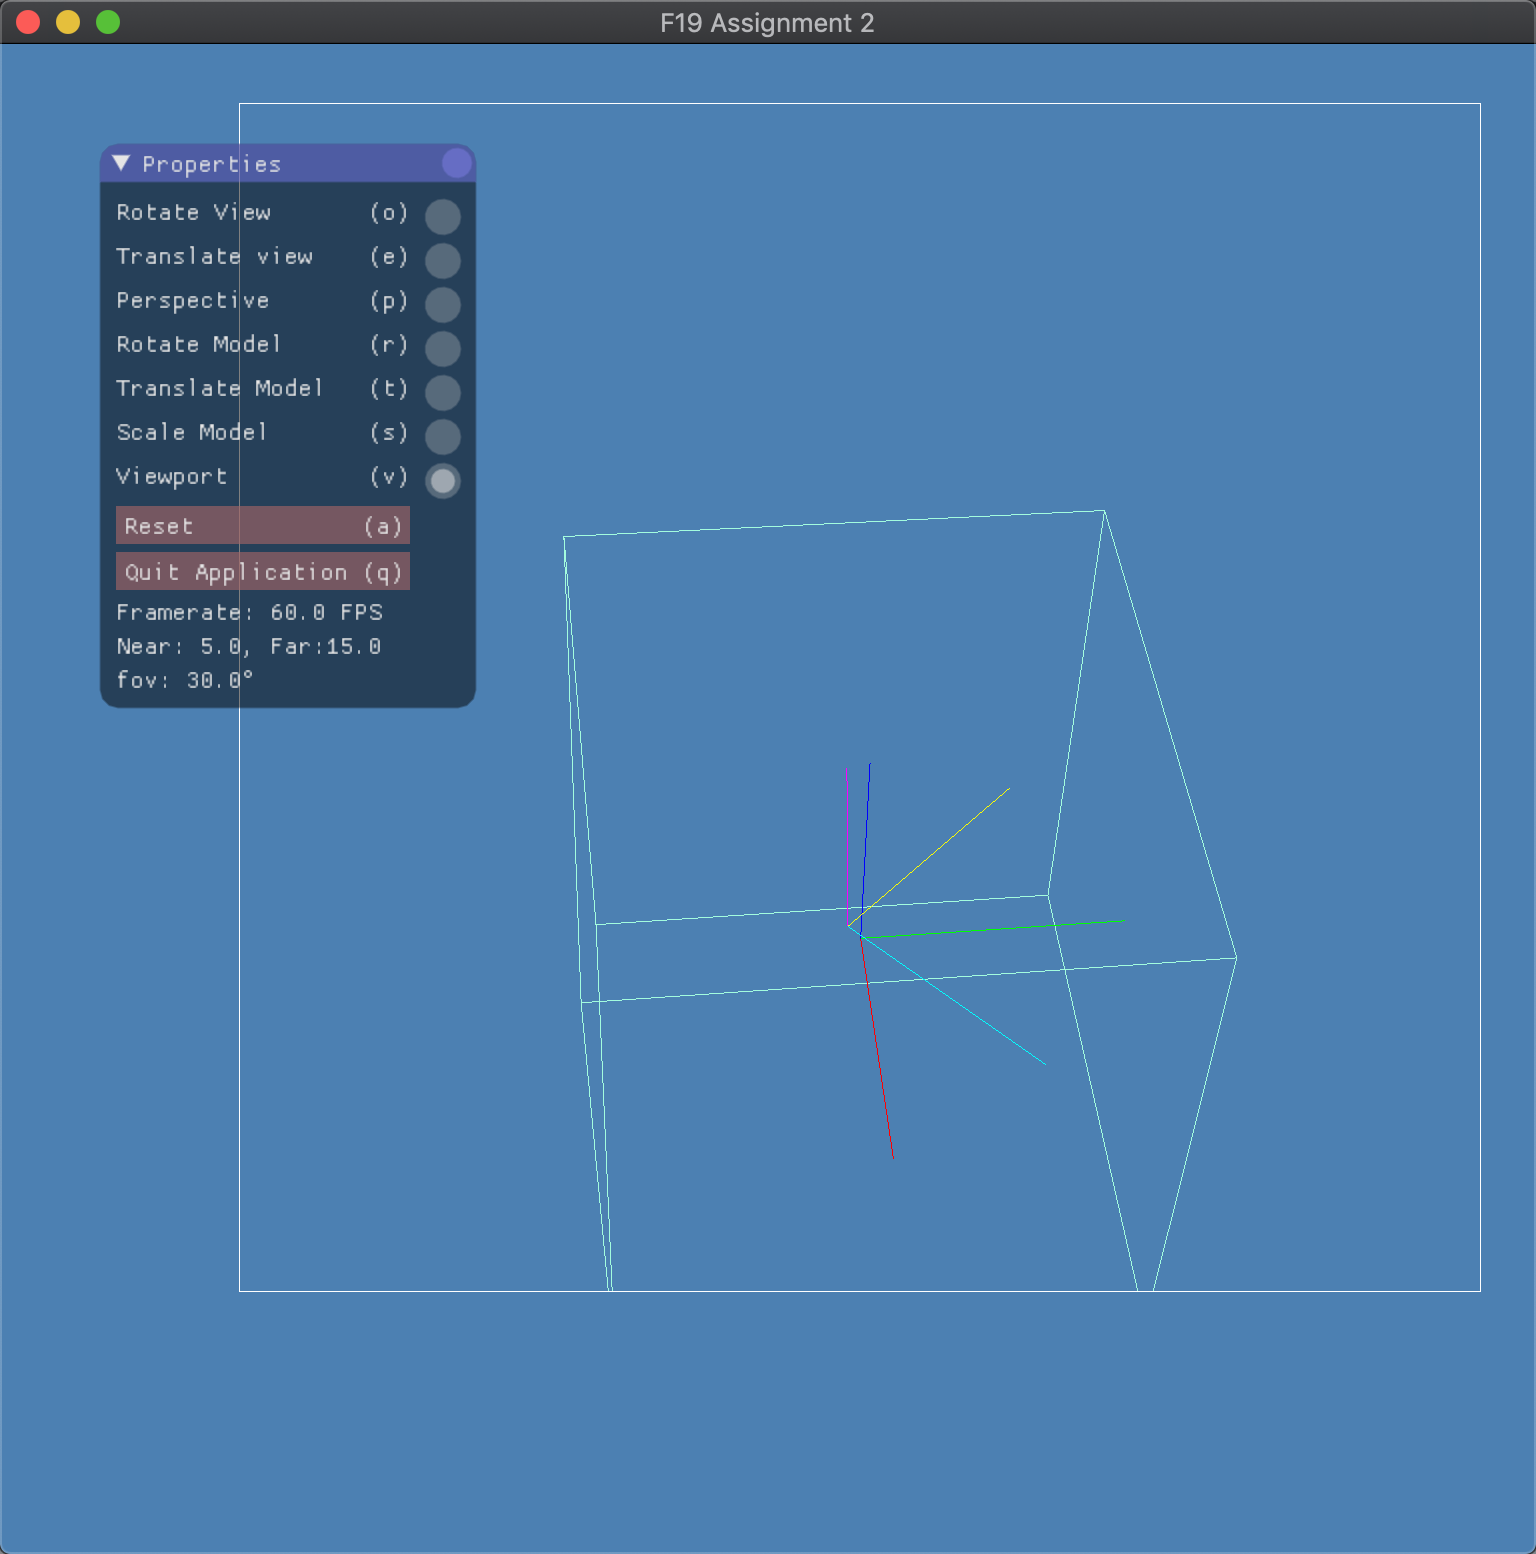 F19 Assignment 2
Properties
Rotate View (o)
Translate view (e)
Perspective (p)
Rotate Model (r)
Translate Model (t)
Scale Model (s)
Viewport (v)
Reset (a)
Quit Application (q)
Framerate: 60.0 FPS
Near: 5.0, Far:15.0
fov: 30.0°